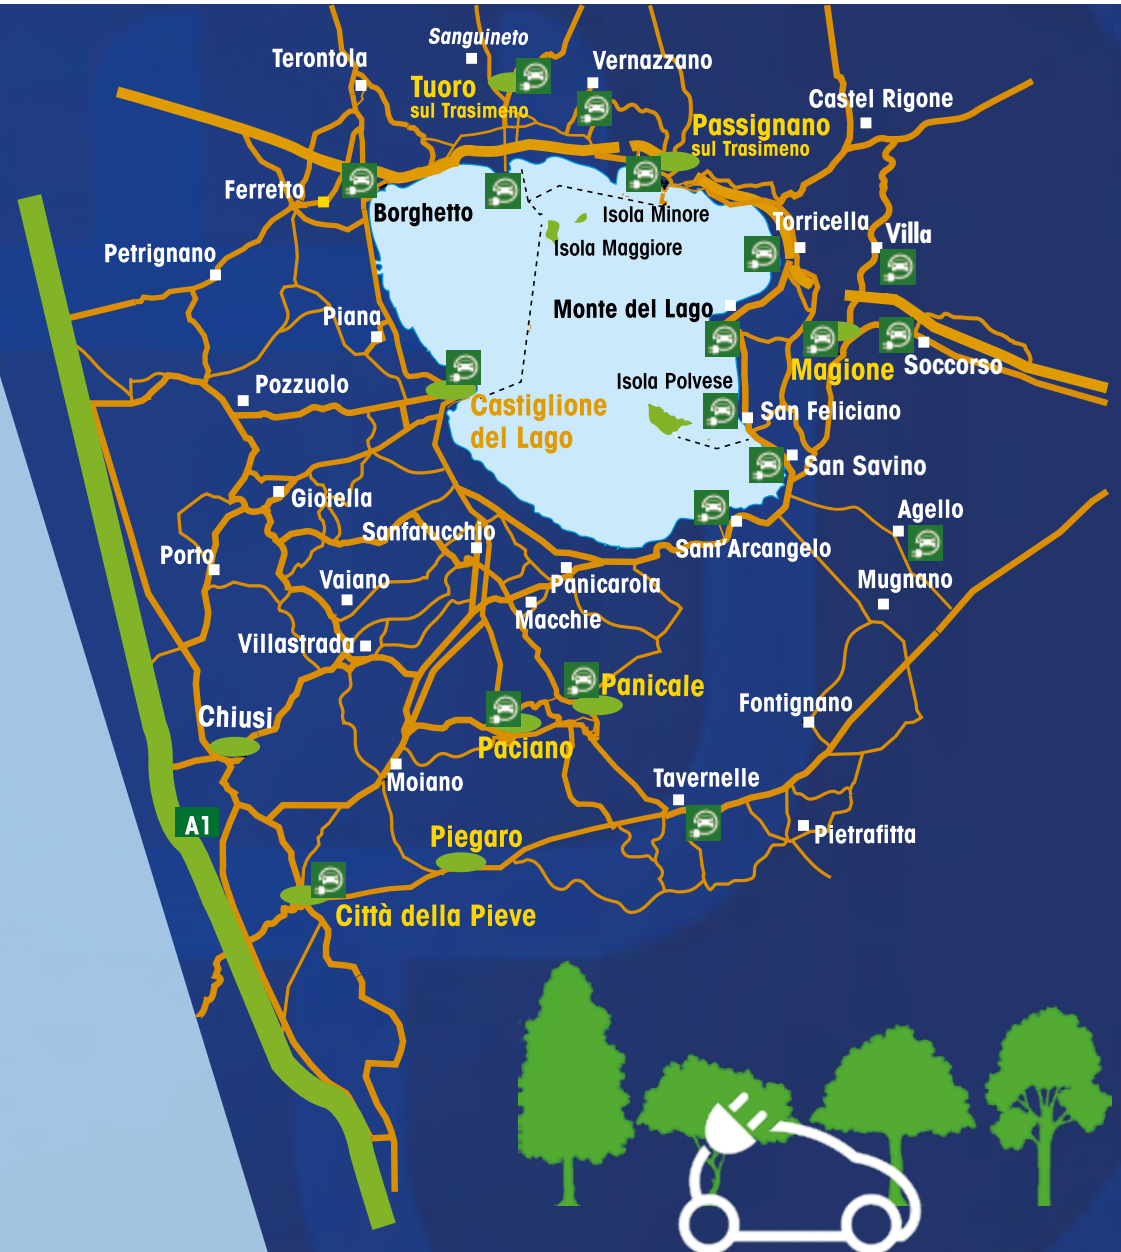 Sanguineto
Terontola
Vernazzano
Tuoro
sul Trasimeno
Castel Rigone
Passignano
sul Trasimeno
Ferretto
Borghetto
Isola Minore
Torricella
Villa
Isola Maggiore
Petrignano
Monte del Lago
Piana
Magione
Soccorso
Isola Polvese
Pozzuolo
Castiglione
del Lago
San Feliciano
San Savino
Gioiella
Agello
Sanfatucchio
Sant'Arcangelo
Porto
Vaiano
Panicarola
Mugnano
Macchie
Villastrada
Panicale
Fontignano
Chiusi
Paciano
Moiano
Tavernelle
A1
Piegaro
Pietrafitta
Città della Pieve